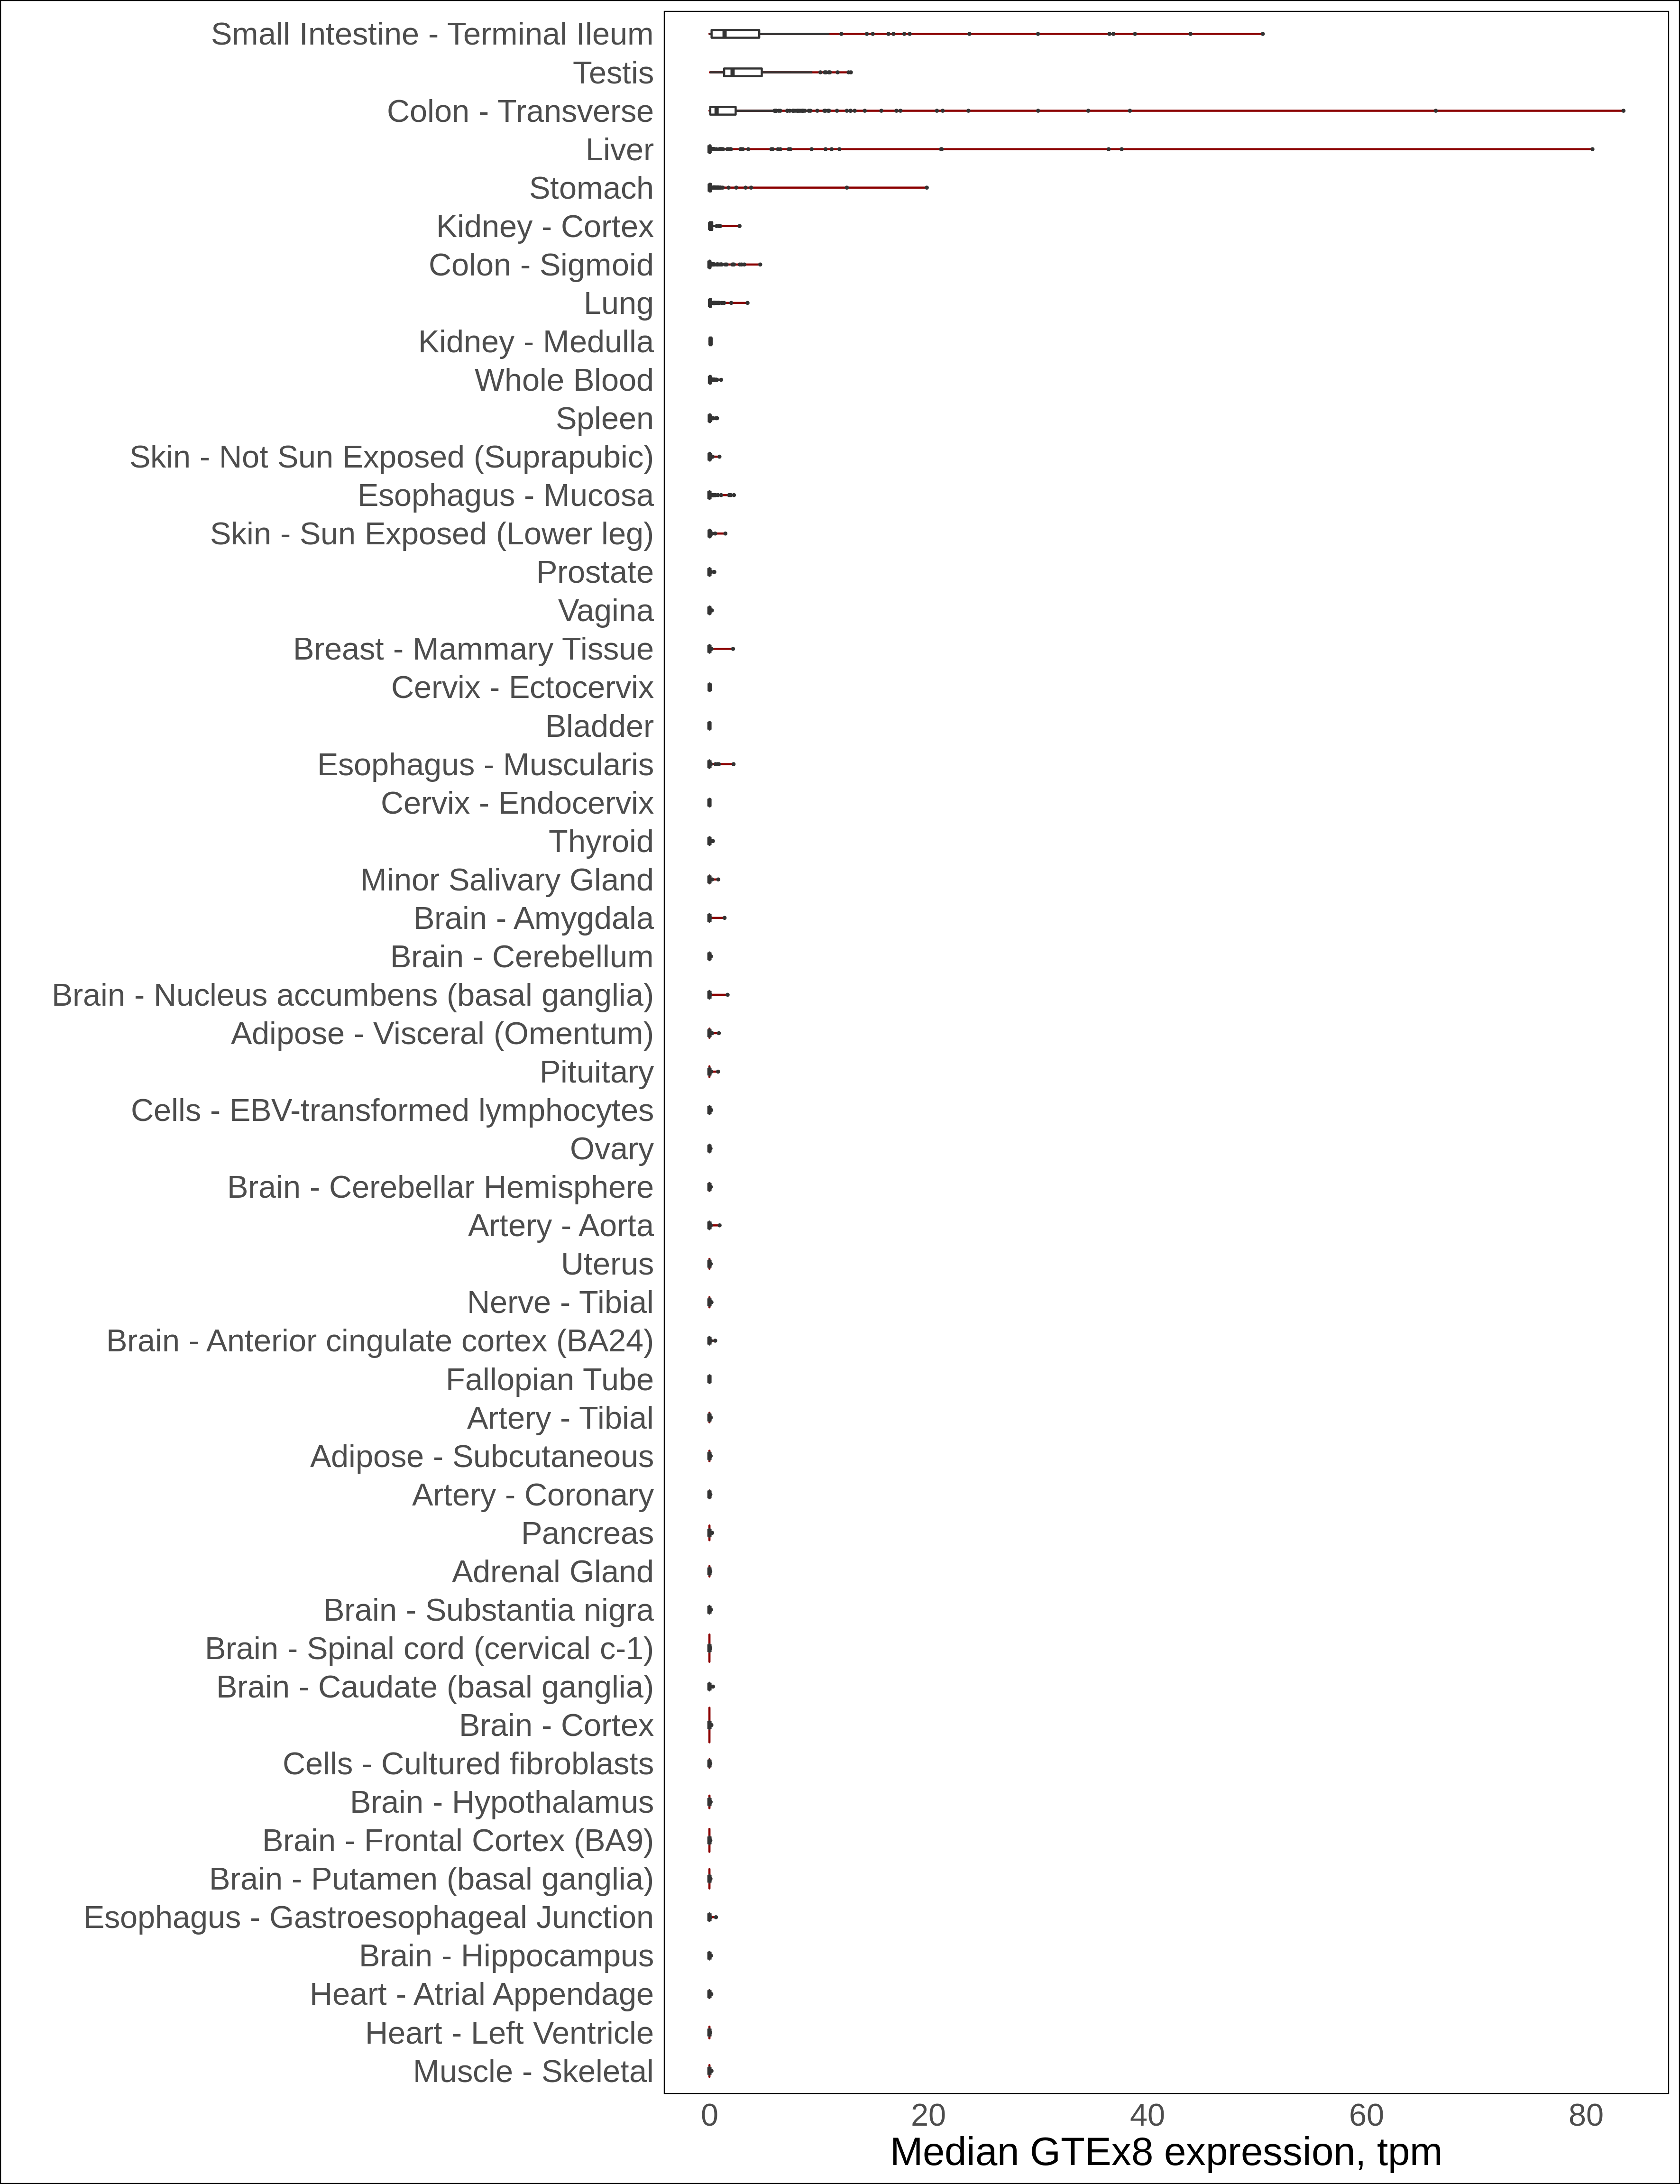 Small Intestine - Terminal Ileum
Testis
Colon - Transverse
Liver
Stomach
Kidney - Cortex
Colon - Sigmoid
Lung
Kidney - Medulla
Whole Blood
Spleen
Skin - Not Sun Exposed (Suprapubic)
Esophagus - Mucosa
Skin - Sun Exposed (Lower leg)
Prostate
Vagina
Breast - Mammary Tissue
Cervix - Ectocervix
Bladder
Esophagus - Muscularis
Cervix - Endocervix
Thyroid
Minor Salivary Gland
Brain - Amygdala
Brain - Cerebellum
Brain - Nucleus accumbens (basal ganglia)
Adipose - Visceral (Omentum)
Pituitary
Cells - EBV-transformed lymphocytes
Ovary
Brain - Cerebellar Hemisphere
Artery - Aorta
Uterus
Nerve - Tibial
Brain - Anterior cingulate cortex (BA24)
Fallopian Tube
Artery - Tibial
Adipose - Subcutaneous
Artery - Coronary
Pancreas
Adrenal Gland
Brain - Substantia nigra
Brain - Spinal cord (cervical c-1)
Brain - Caudate (basal ganglia)
Brain - Cortex
Cells - Cultured fibroblasts
Brain - Hypothalamus
Brain - Frontal Cortex (BA9)
Brain - Putamen (basal ganglia)
Esophagus - Gastroesophageal Junction
Brain - Hippocampus
Heart - Atrial Appendage
Heart - Left Ventricle
Muscle - Skeletal
0 20 40 60 80
Median GTEx8 expression, tpm